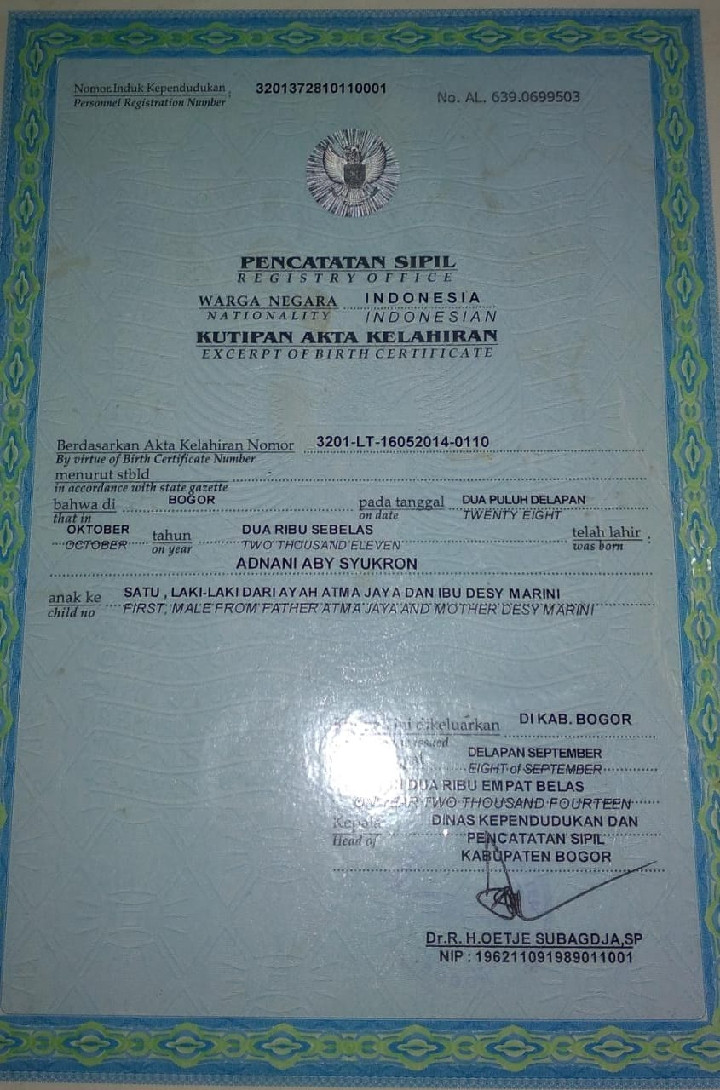 Nomor Induk Kependudukan : 3201372810110001
Personnel Registration Number
No. AL. 639.0699503
PENCATATAN SIPIL
REGISTRY OFFICE
WARGA NEGARA INDONESIA
NATIONALITY INDONESIAN
KUTIPAN AKTA KELAHIRAN
EXCERPT OF BIRTH CERTIFICATE
Berdasarkan Akta Kelahiran Nomor 3201-LT-16052014-0110
By virtue of Birth Certificate Number
menurut stbld
in accordance with state gazette
bahwa di BOGOR pada tanggal DUA PULUH DELAPAN
that in on date TWENTY EIGHT
OKTOBER tahun DUA RIBU SEBELAS telah lahir :
OCTOBER on year TWO THOUSAND ELEVEN was born
ADNANI ABY SYUKRON
anak ke SATU , LAKI-LAKI DARI AYAH ATMA JAYA DAN IBU DESY MARINI
child no FIRST, MALE FROM FATHER ATMA JAYA AND MOTHER DESY MARINI
ini dikeluarkan DI KAB. BOGOR
issued
DELAPAN SEPTEMBER
EIGHT of SEPTEMBER
DUA RIBU EMPAT BELAS
TWO THOUSAND FOURTEEN
Kepala DINAS KEPENDUDUKAN DAN
Head of PENCATATAN SIPIL
KABUPATEN BOGOR
Dr.R. H.OETJE SUBAGDJA,SP
NIP : 196211091989011001